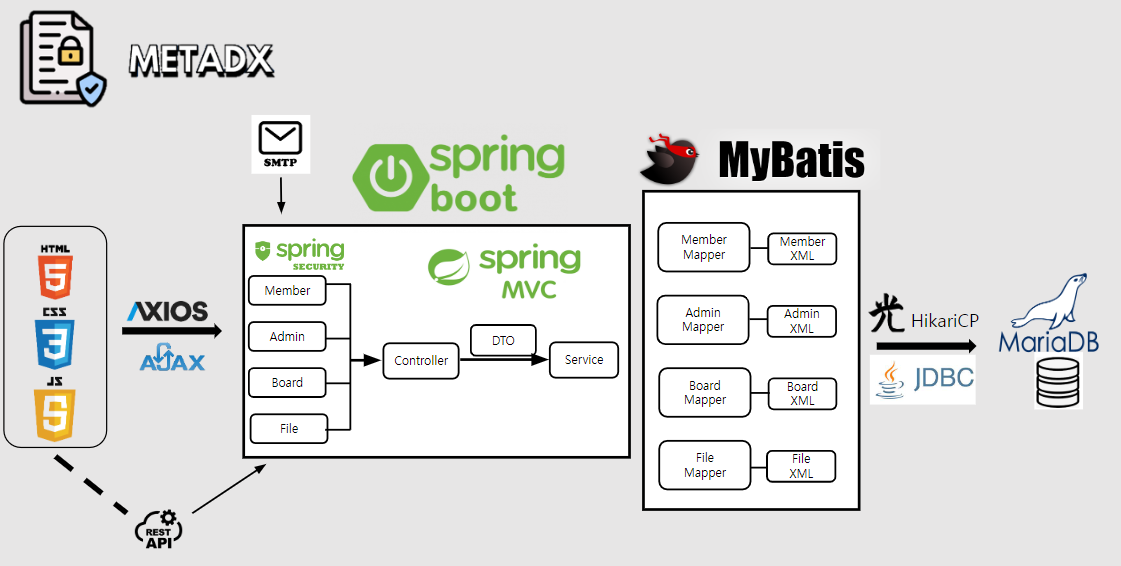 METADX
SMTP
spring
boot
MyBatis
HTML
5
CSS
3
JS
5
AXIOS
AJAX
spring
SECURITY
spring
MVC
Member
Admin
Board
File
Controller
DTO
Service
Member
Mapper
Member
XML
Admin
Mapper
Admin
XML
Board
Mapper
Board
XML
File
Mapper
File
XML
光 HikariCP
JDBC
MariaDB
REST
API